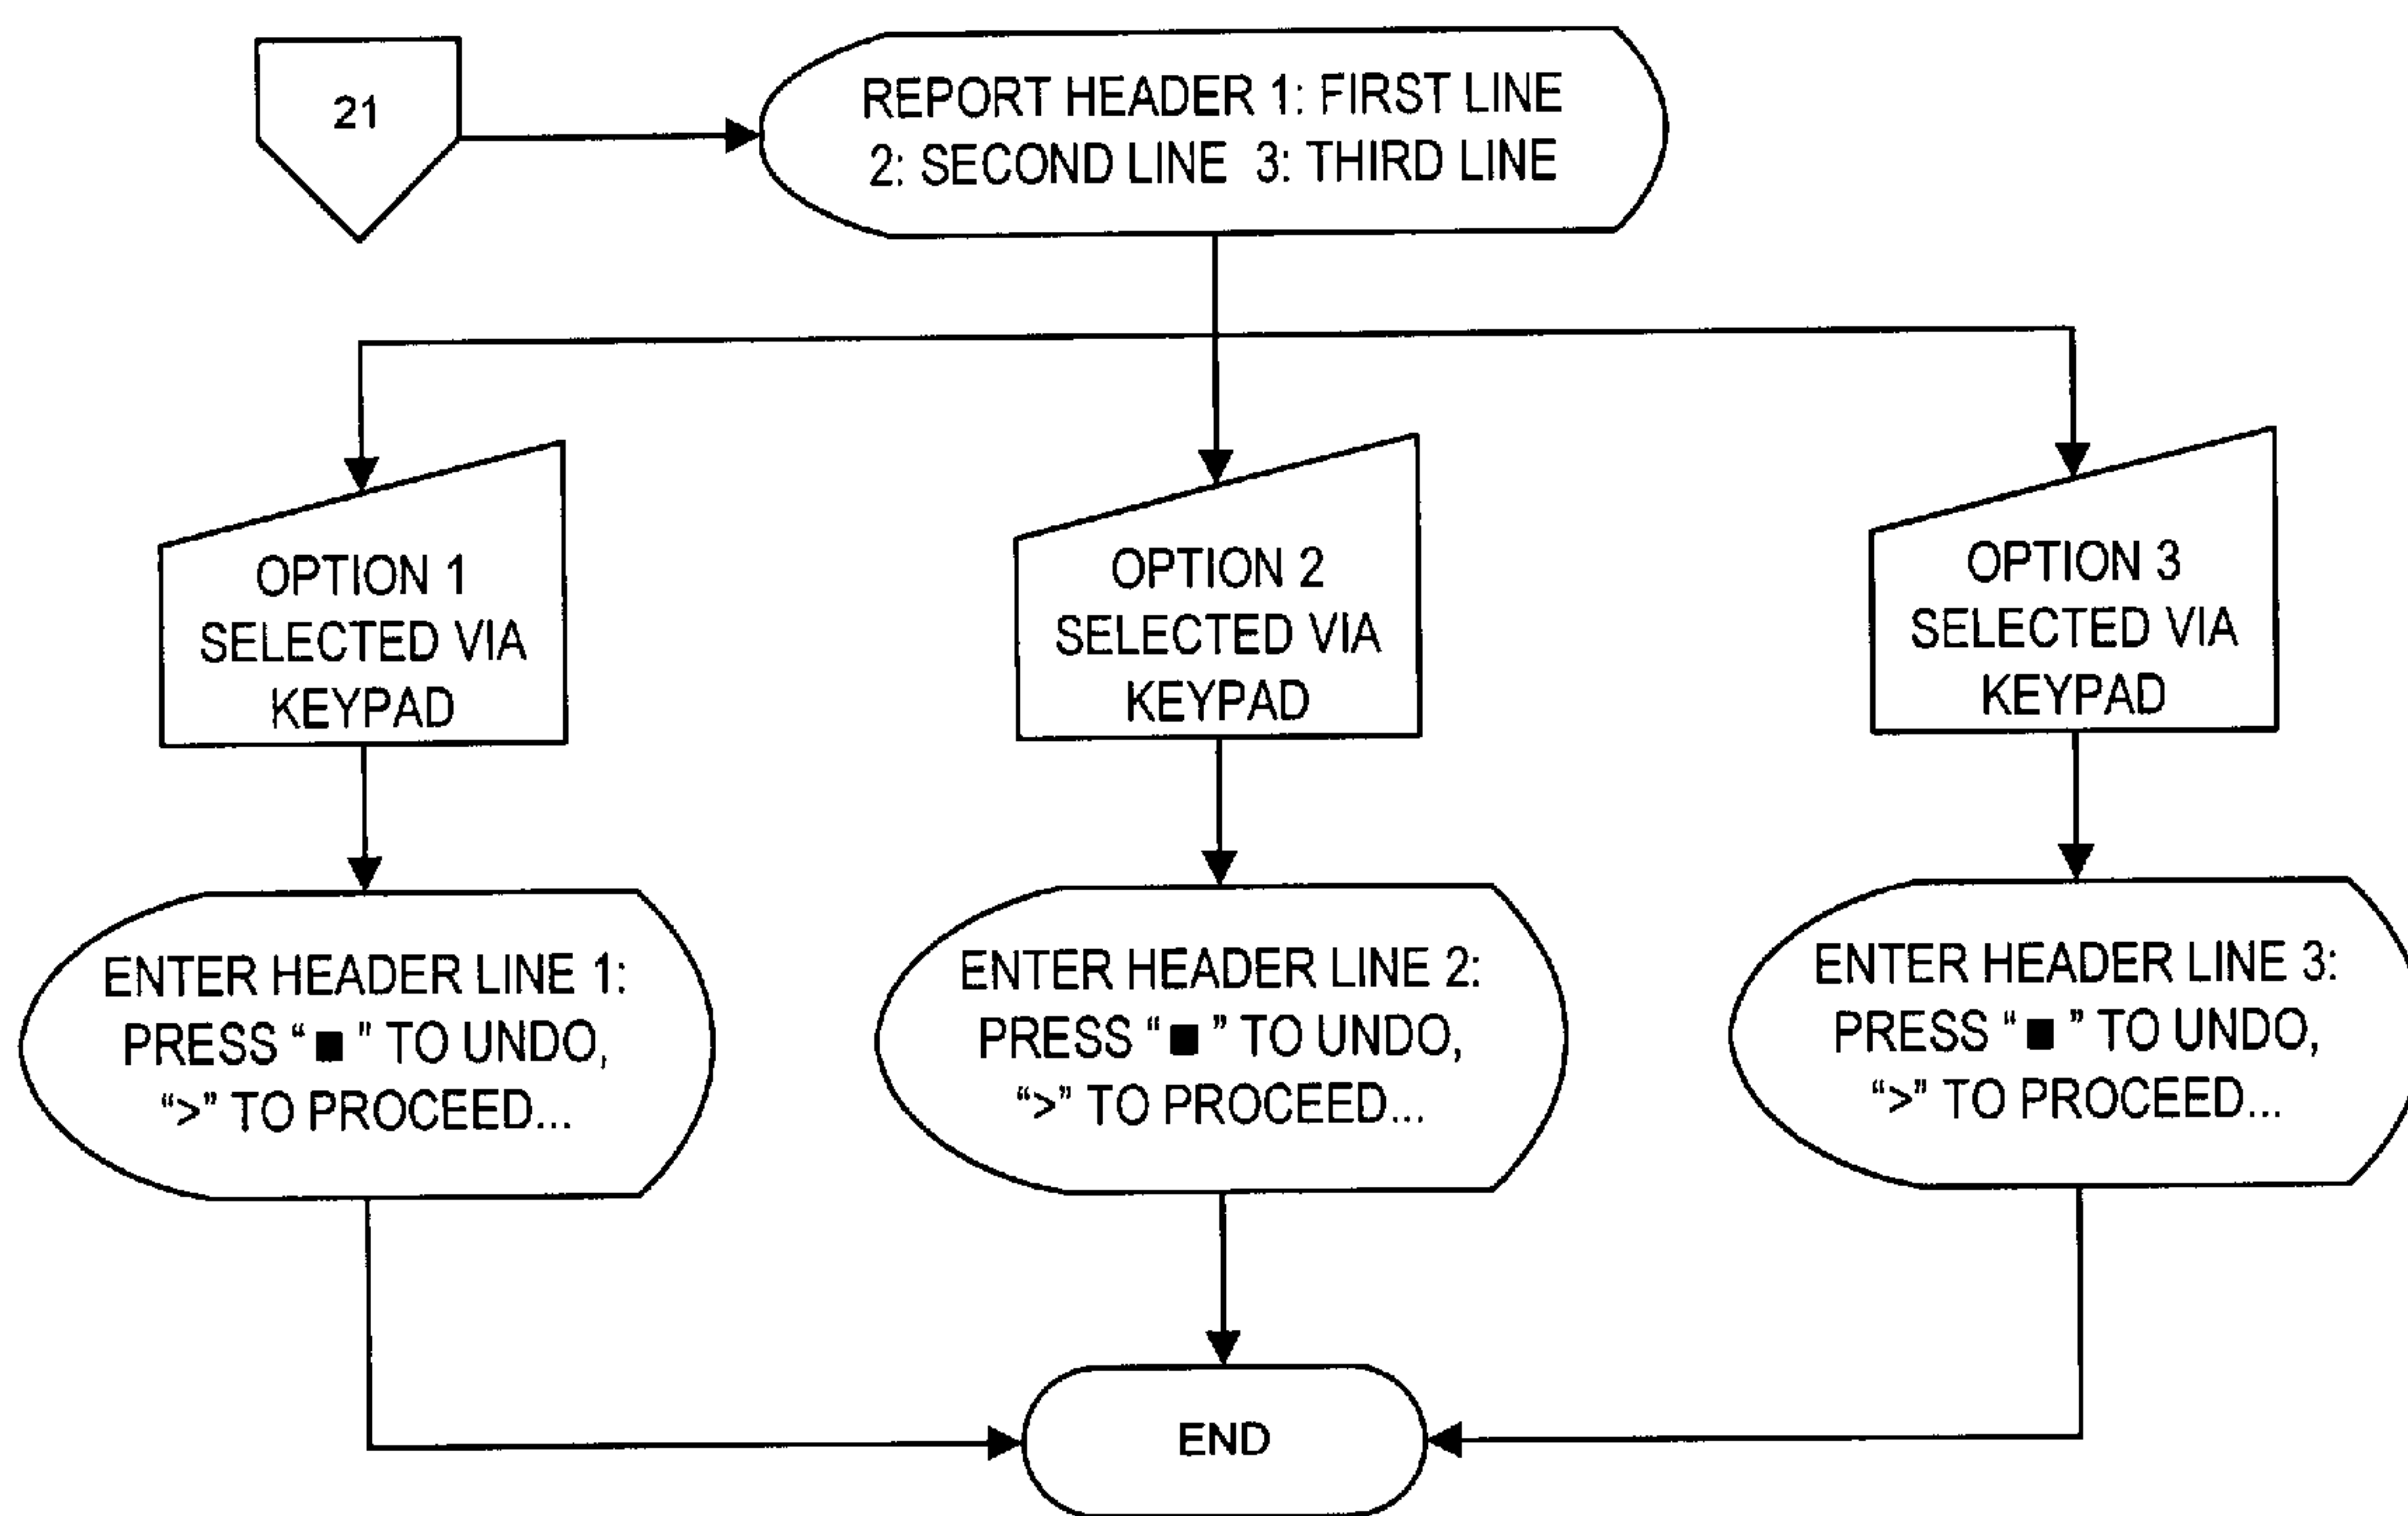 21
REPORT HEADER 1: FIRST LINE
2: SECOND LINE 3: THIRD LINE
OPTION 1
SELECTED VIA
KEYPAD
OPTION 2
SELECTED VIA
KEYPAD
OPTION 3
SELECTED VIA
KEYPAD
ENTER HEADER LINE 1:
PRESS “■” TO UNDO,
“>” TO PROCEED...
ENTER HEADER LINE 2:
PRESS “■” TO UNDO,
“>” TO PROCEED...
ENTER HEADER LINE 3:
PRESS “■” TO UNDO,
“>” TO PROCEED...
END